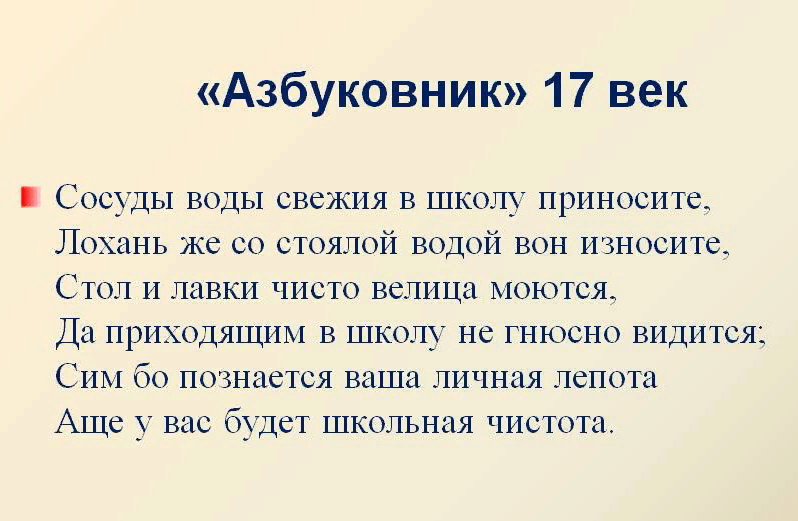 «Азбуковник» 17 век
Сосуды воды свежия в школу приносите,
Лохань же со стоялой водой вон износите,
Стол и лавки чисто велица моются,
Да приходящим в школу не гнюсно видится;
Сим бо познается ваша личная лепота
Аще у вас будет школьная чистота.